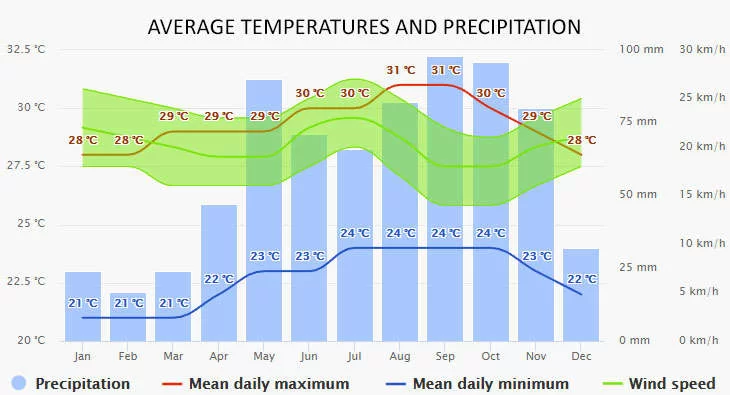 AVERAGE TEMPERATURES AND PRECIPITATION
32.5 °C 100 mm 30 km/h
31 °C 31 °C
30 °C 30 °C 30 °C
30 °C 25 km/h
29 °C 29 °C 29 °C 29 °C
75 mm
28 °C 28 °C 28 °C
20 km/h
27.5 °C
25 °C 50 mm 15 km/h
24 °C 24 °C 24 °C 24 °C
10 km/h
23 °C 23 °C 23 °C
25 mm
22.5 °C 22 °C 22 °C
5 km/h
21 °C 21 °C 21 °C
20 °C 0 mm 0 km/h
Jan Feb Mar Apr May Jun Jul Aug Sep Oct Nov Dec
Precipitation Mean daily maximum Mean daily minimum Wind speed